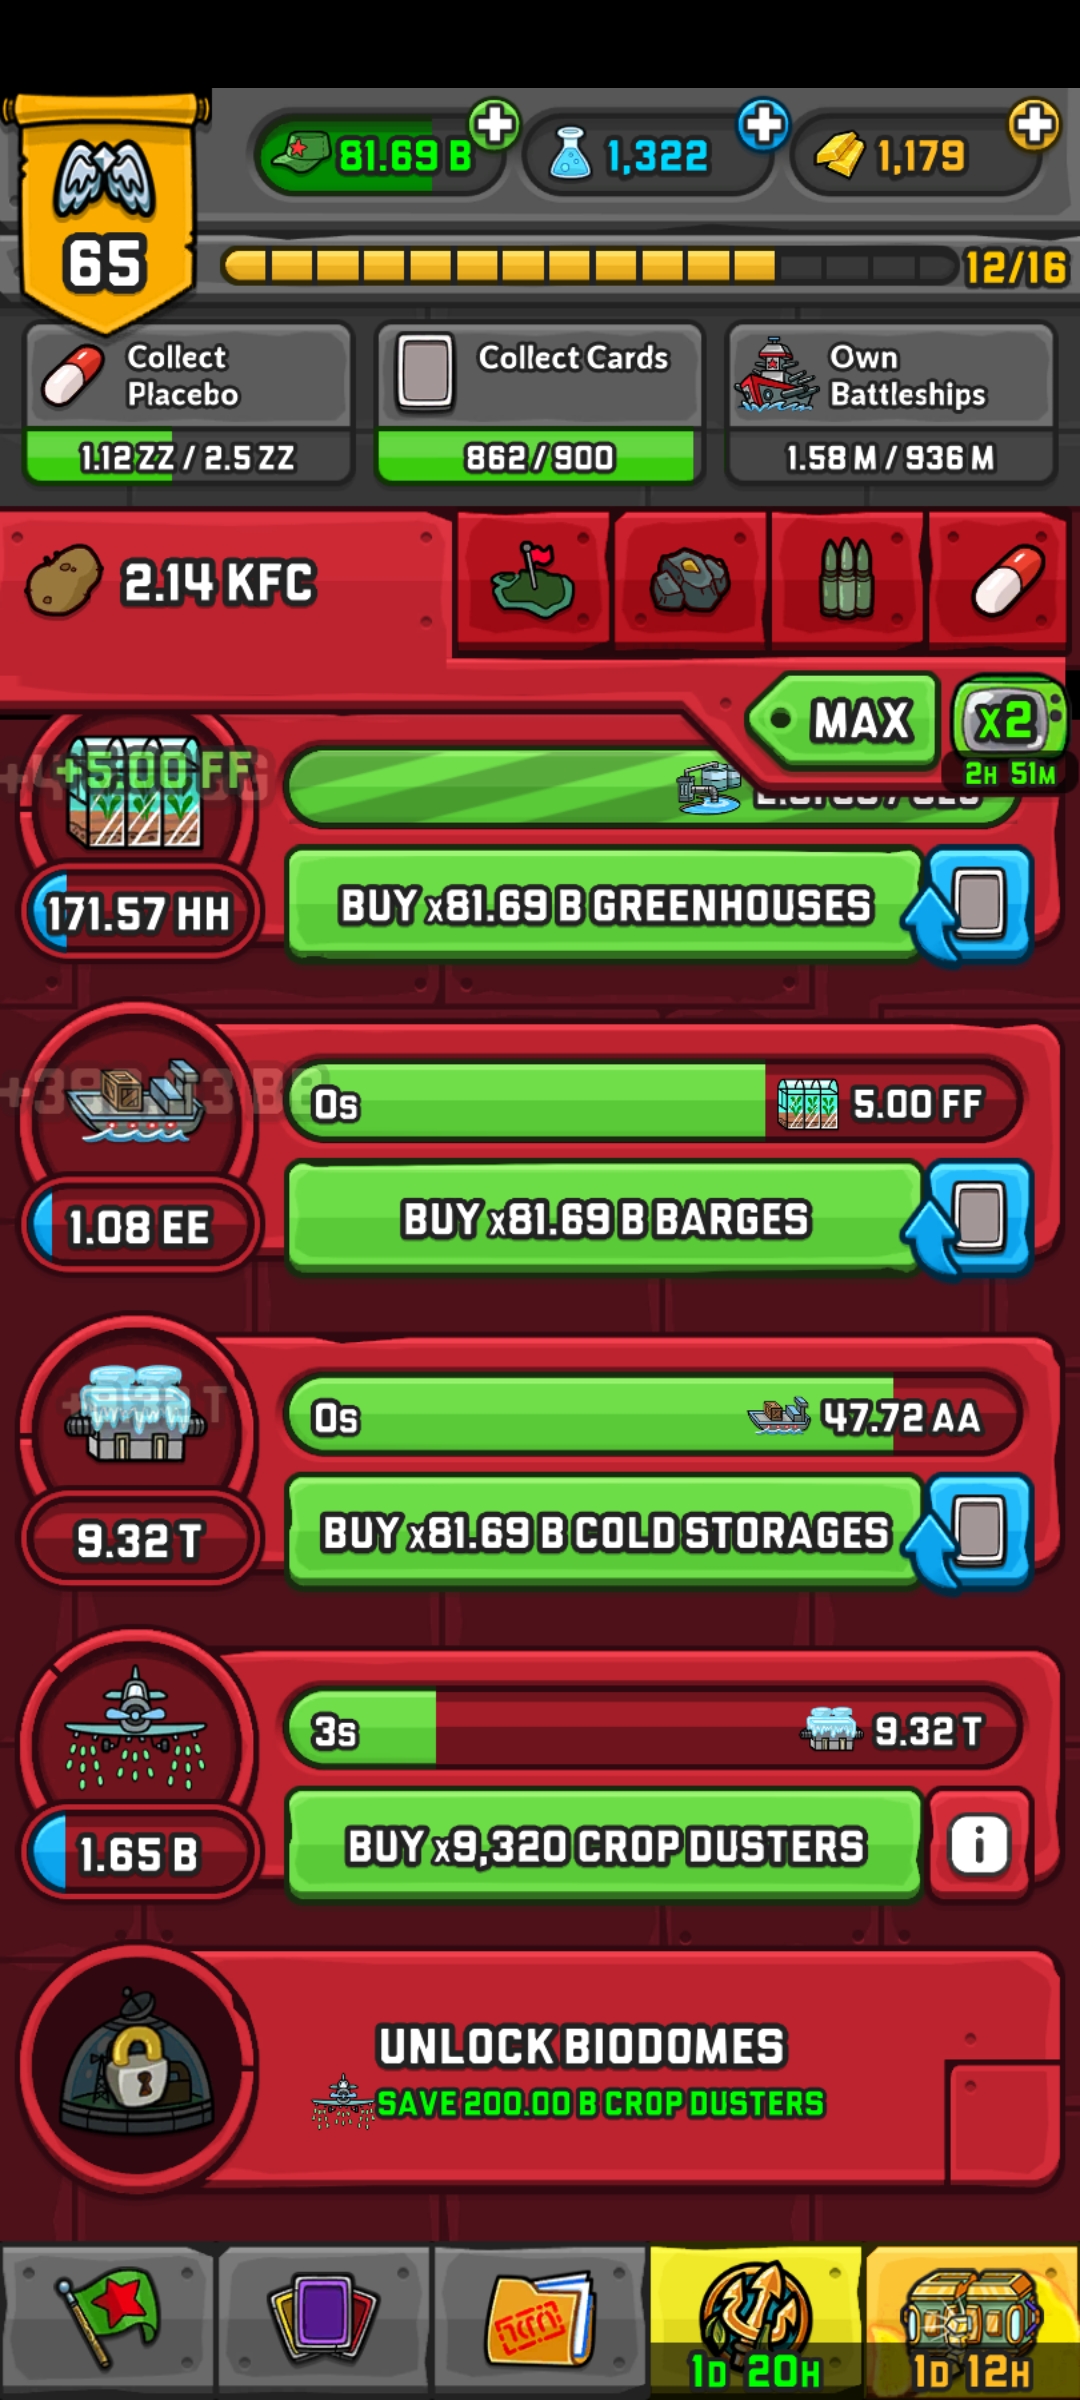 81.69 B
1,322
1,179
65
12/16
Collect
Placebo
1.12 ZZ / 2.5 ZZ
Collect Cards
862/900
Own
Battleships
1.58 M / 936 M
2.14 KFC
MAX
x2
2H 51M
+5.00 FF
171.57 HH
BUY x81.69 B GREENHOUSES
0s
5.00 FF
1.08 EE
BUY x81.69 B BARGES
0s
47.72 AA
9.32 T
BUY x81.69 B COLD STORAGES
3s
9.32 T
1.65 B
BUY x9,320 CROP DUSTERS
i
UNLOCK BIODOMES
SAVE 200.00 B CROP DUSTERS
1D 20H
1D 12H